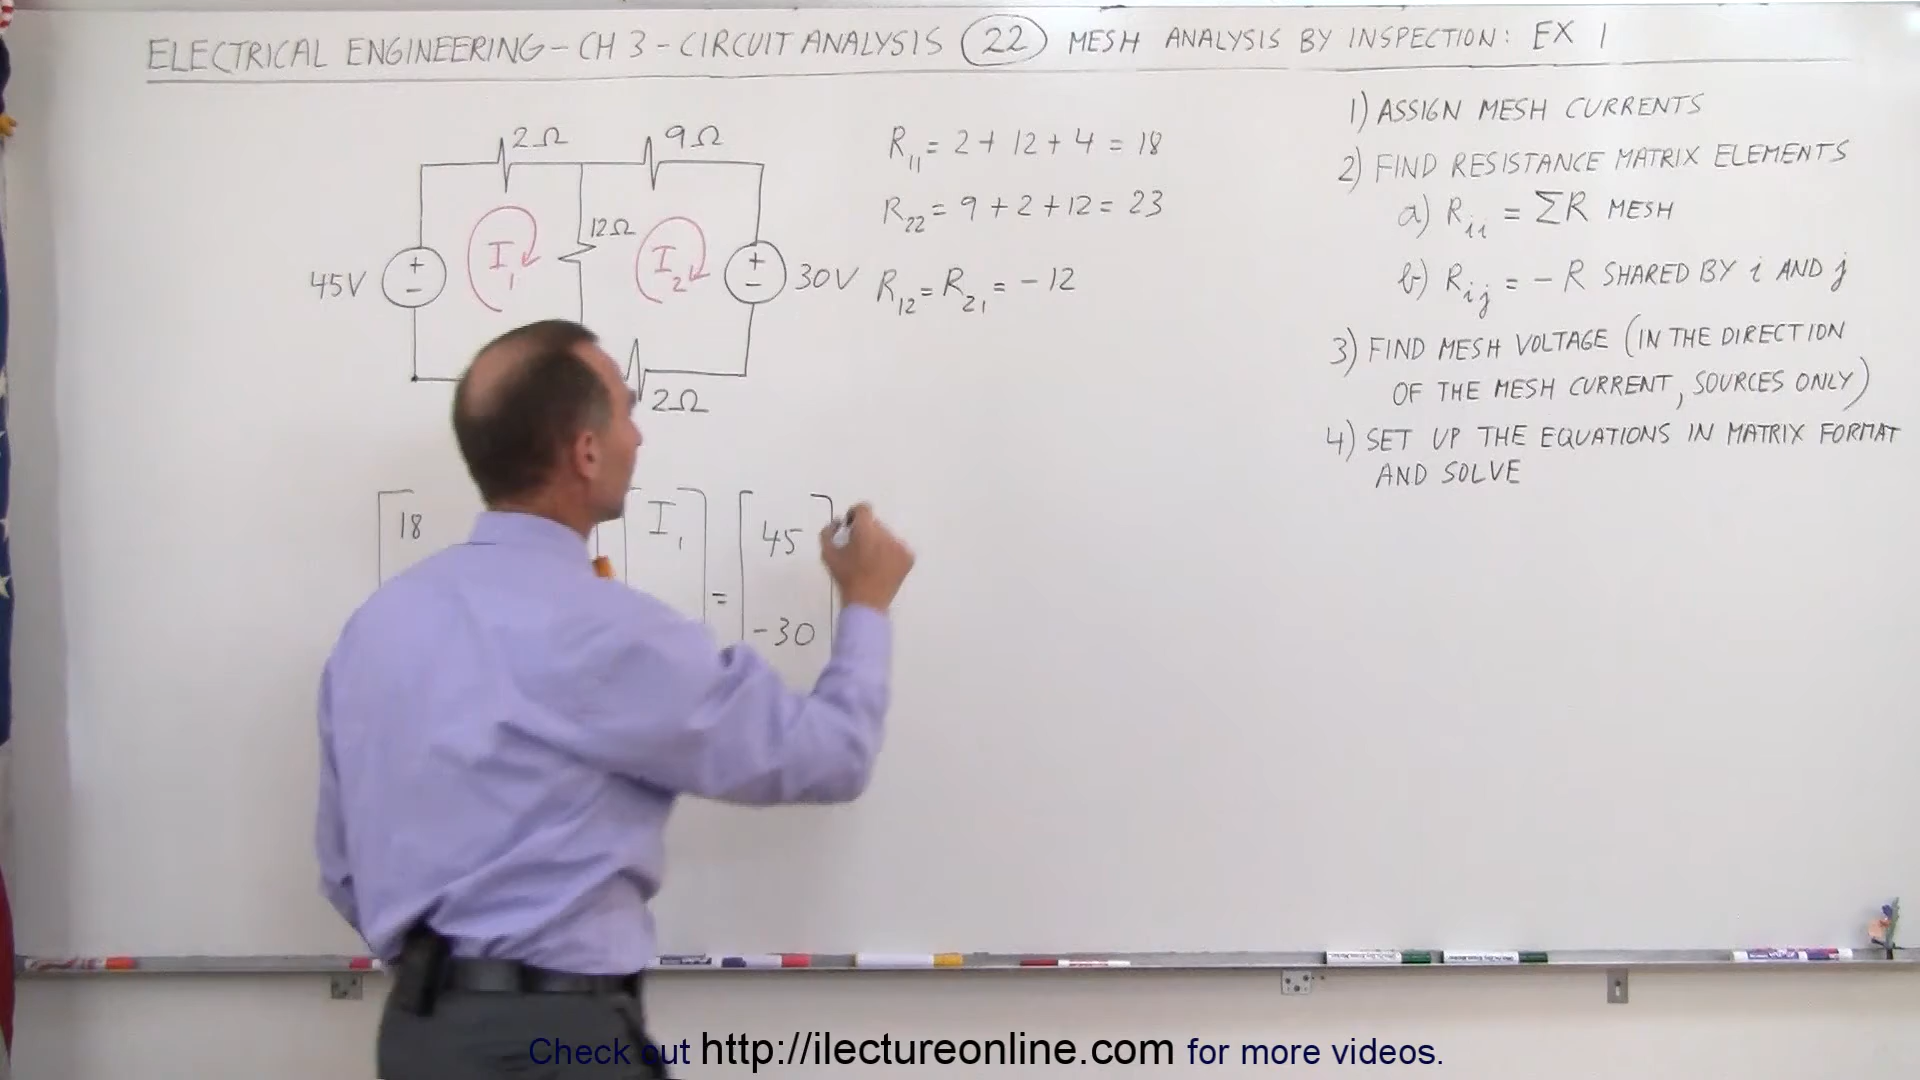 ELECTRICAL ENGINEERING - CH 3 - CIRCUIT ANALYSIS 22 MESH ANALYSIS BY INSPECTION: EX 1
2Ω 9Ω
12Ω
45V + - I₁ I₂ + - 30V
2Ω
R₁₁ = 2 + 12 + 4 = 18
R₂₂ = 9 + 2 + 12 = 23
R₁₂ = R₂₁ = -12
1) ASSIGN MESH CURRENTS
2) FIND RESISTANCE MATRIX ELEMENTS
a) Rᵢᵢ = ΣR MESH
b) Rᵢⱼ = - R SHARED BY i AND j
3) FIND MESH VOLTAGE (IN THE DIRECTION
OF THE MESH CURRENT, SOURCES ONLY)
4) SET UP THE EQUATIONS IN MATRIX FORMAT
AND SOLVE
18 I₁ 45
=
-30
Check out http://ilectureonline.com for more videos.